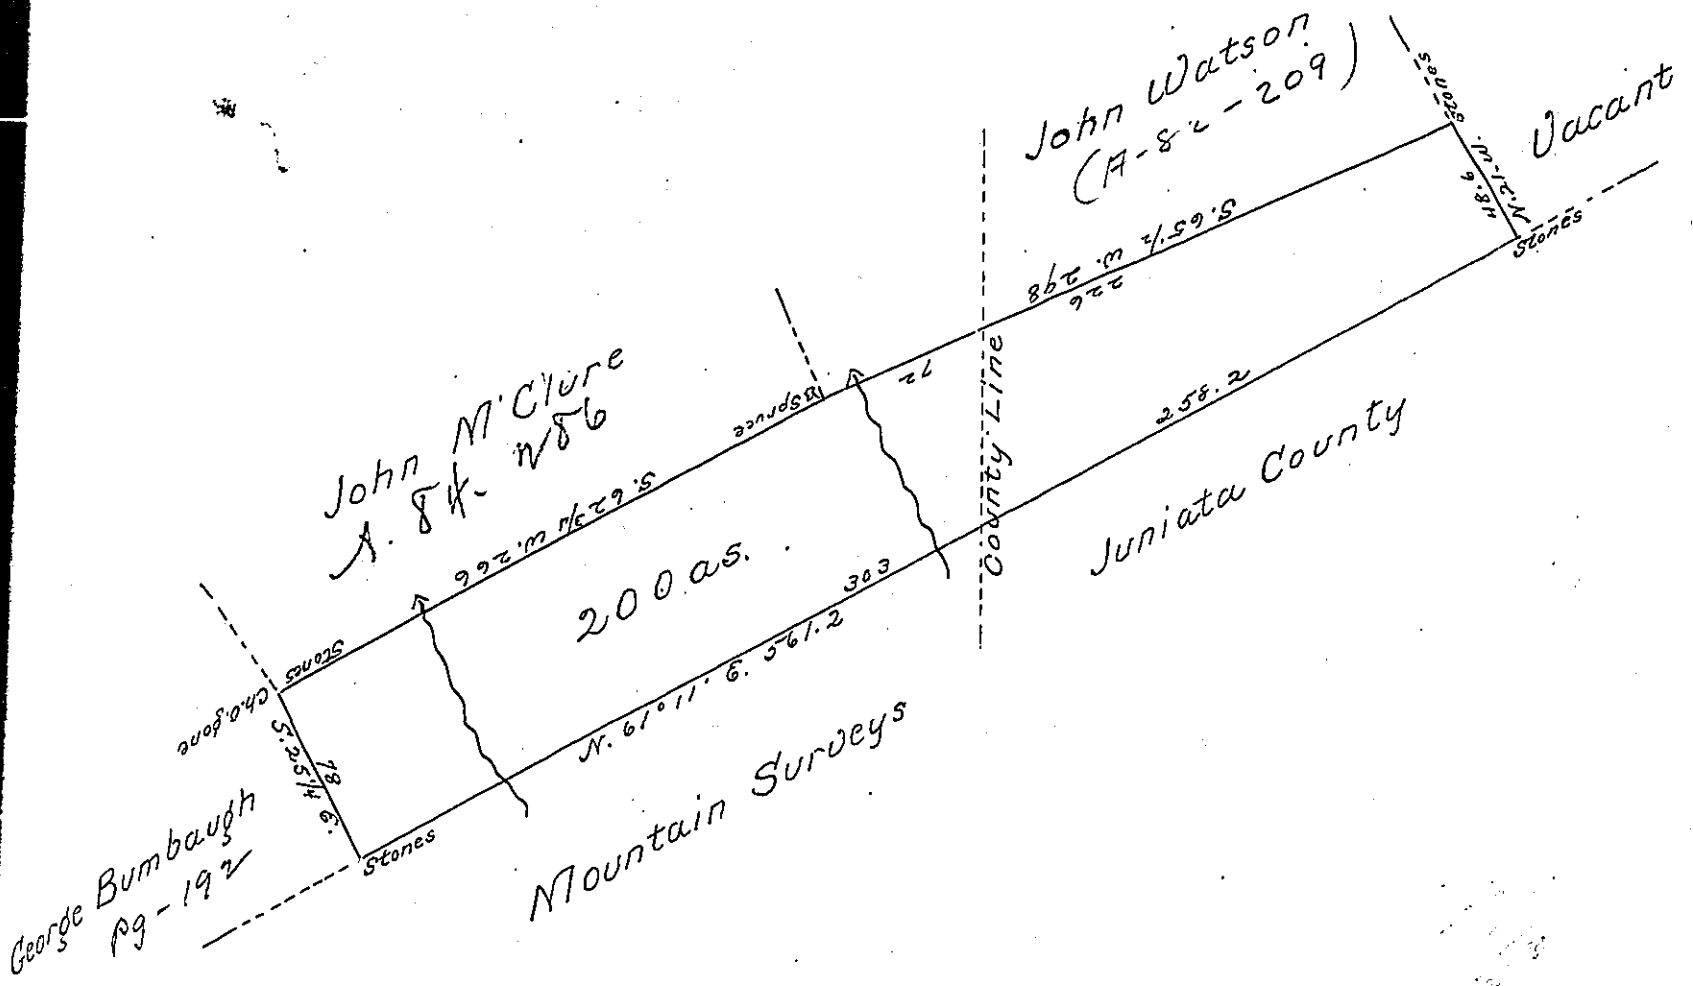 John Watson
(A-82-209)
Stones
Vacant
N. 21. W.
48.6
Stones
S. 65 1/2 W. 298
226
72
County Line
258.2
Juniata County
John M'Clure
A. 84-
B Spruce
S. 62 3/4 W. 266
200 as.
303
N. 61° 11'. E. 561.2
Mountain Surveys
Stones
Ch.O.gone
S. 25 1/4 E.
78
Stones
George Bumbaugh
Pg-192